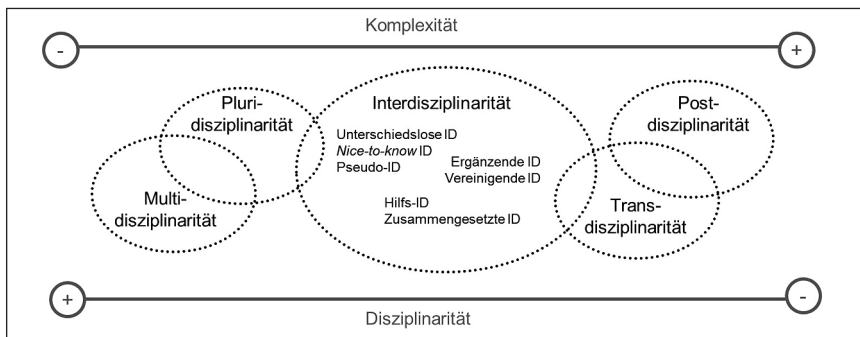 Komplexität
- +
Pluri-
disziplinarität
Multi-
disziplinarität
Interdisziplinarität
Unterschiedslose ID
Nice-to-know ID
Pseudo-ID
Ergänzende ID
Vereinigende ID
Hilfs-ID
Zusammengesetzte ID
Post-
disziplinarität
Trans-
disziplinarität
+ -
Disziplinarität